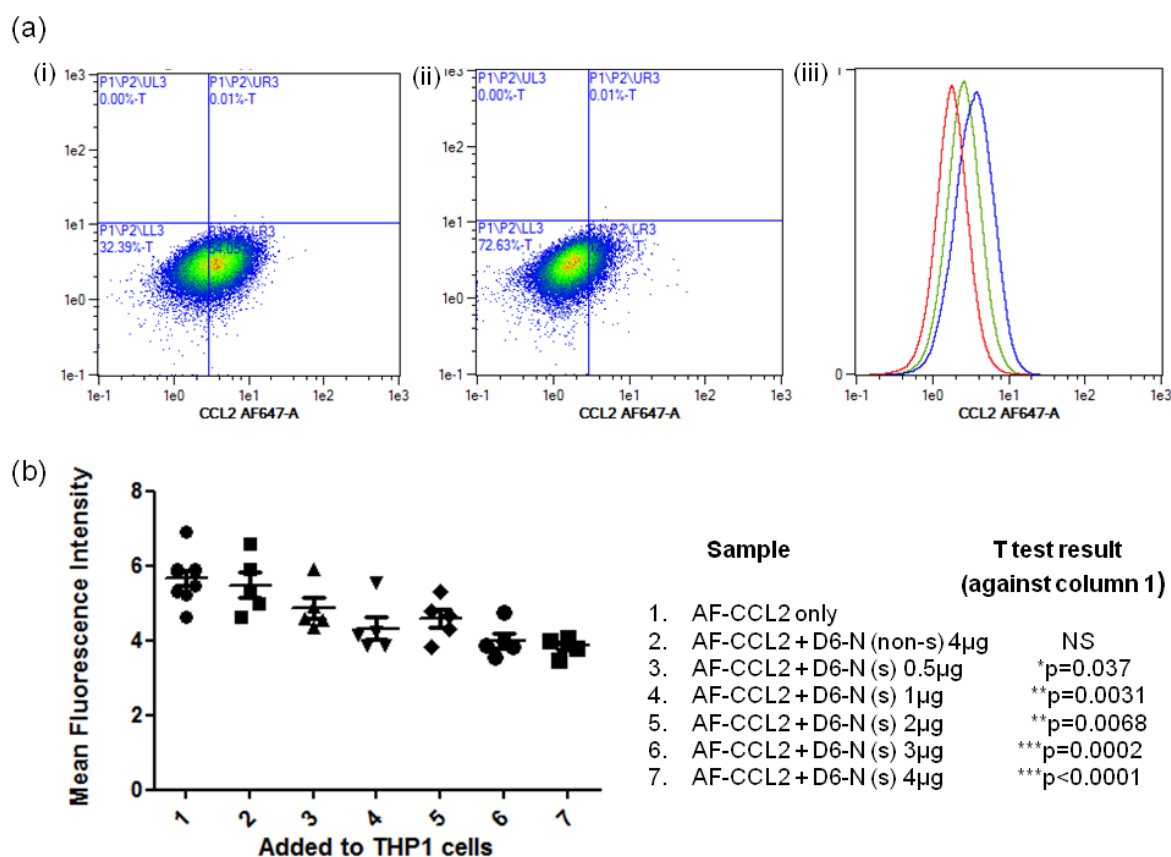 (a)
(i)
1e3
1e2
1e1
1e0
1e-1
P1\P2\UL3
0.00%-T
P1\P2\UR3
0.01%-T
P1\P2\LL3
32.39%-T
1e-1 1e0 1e1 1e2 1e3
CCL2 AF647-A
(ii)
1e2
1e1
1e0
1e-1
P1\P2\UL3
0.00%-T
P1\P2\UR3
0.01%-T
P1\P2\LL3
72.63%-T
1e-1 1e0 1e1 1e2 1e3
CCL2 AF647-A
(iii)
1
0
1e-1 1e0 1e1 1e2 1e3
CCL2 AF647-A
(b)
Mean Fluorescence Intensity
8
6
4
2
0
1 2 3 4 5 6 7
Added to THP1 cells
Sample T test result
(against column 1)
1. AF-CCL2 only
2. AF-CCL2 + D6-N (non-s) 4µg NS
3. AF-CCL2 + D6-N (s) 0.5µg *p=0.037
4. AF-CCL2 + D6-N (s) 1µg **p=0.0031
5. AF-CCL2 + D6-N (s) 2µg **p=0.0068
6. AF-CCL2 + D6-N (s) 3µg ***p=0.0002
7. AF-CCL2 + D6-N (s) 4µg ***p<0.0001